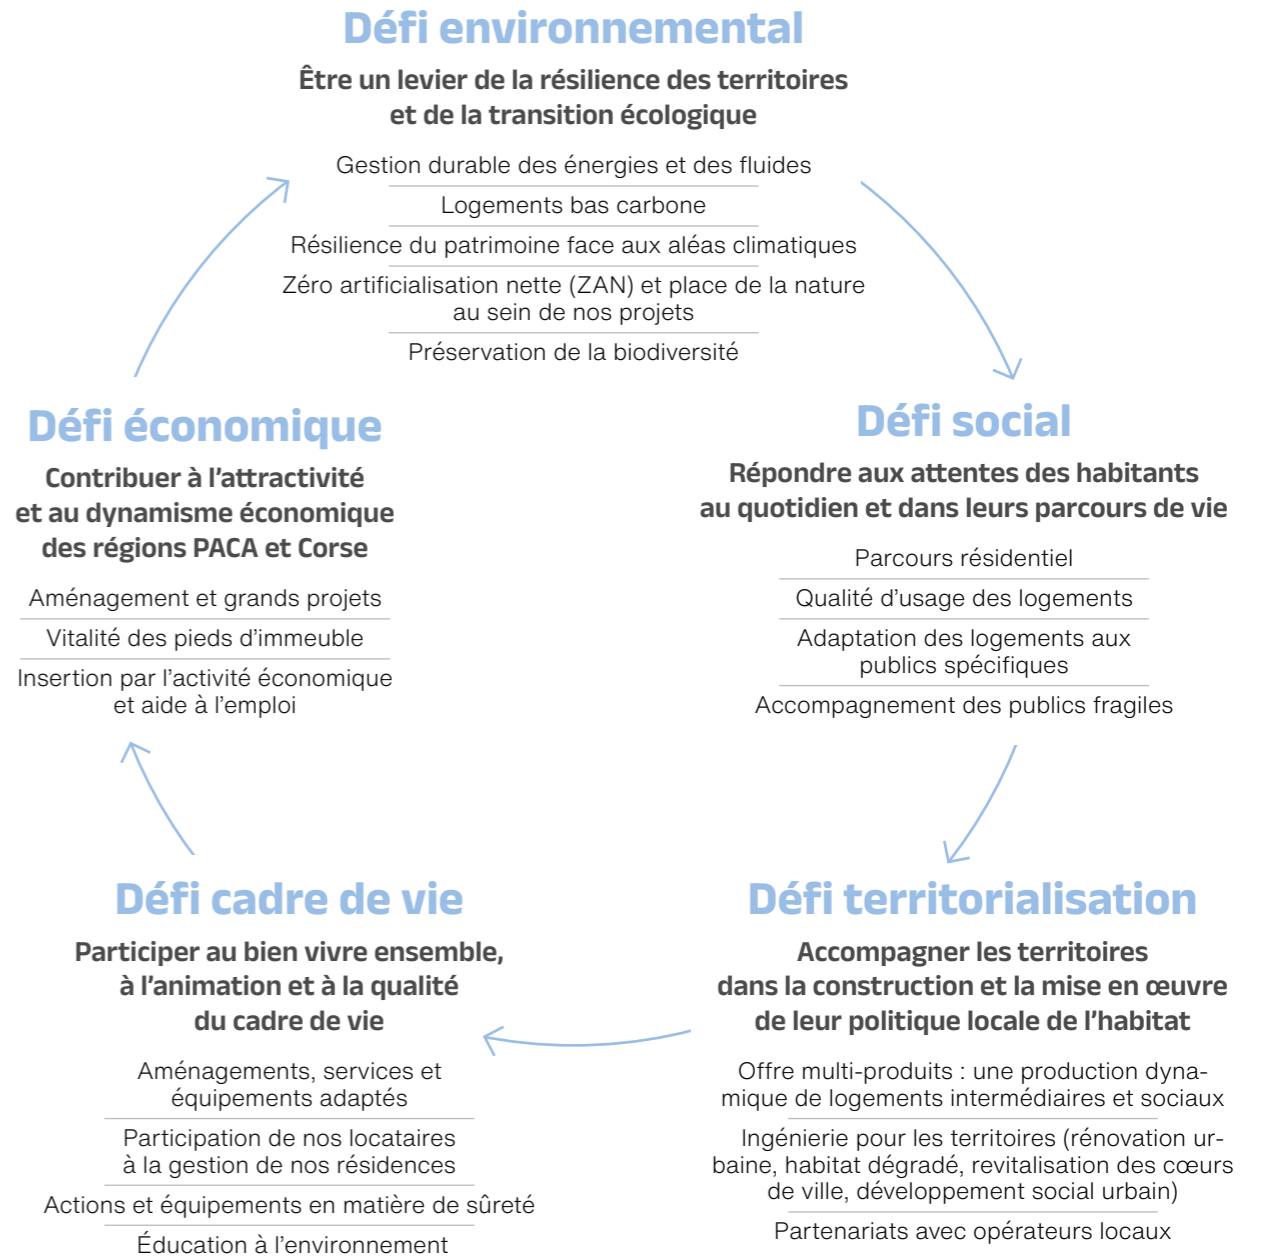 Défi environnemental
Être un levier de la résilience des territoires
et de la transition écologique
Gestion durable des énergies et des fluides
Logements bas carbone
Résilience du patrimoine face aux aléas climatiques
Zéro artificialisation nette (ZAN) et place de la nature
au sein de nos projets
Préservation de la biodiversité
Défi social
Répondre aux attentes des habitants
au quotidien et dans leurs parcours de vie
Parcours résidentiel
Qualité d’usage des logements
Adaptation des logements aux
publics spécifiques
Accompagnement des publics fragiles
Défi territorialisation
Accompagner les territoires
dans la construction et la mise en œuvre
de leur politique locale de l’habitat
Offre multi-produits : une production dyna-
mique de logements intermédiaires et sociaux
Ingénierie pour les territoires (rénovation ur-
baine, habitat dégradé, revitalisation des cœurs
de ville, développement social urbain)
Partenariats avec opérateurs locaux
Défi cadre de vie
Participer au bien vivre ensemble,
à l’animation et à la qualité
du cadre de vie
Aménagements, services et
équipements adaptés
Participation de nos locataires
à la gestion de nos résidences
Actions et équipements en matière de sûreté
Éducation à l’environnement
Défi économique
Contribuer à l’attractivité
et au dynamisme économique
des régions PACA et Corse
Aménagement et grands projets
Vitalité des pieds d’immeuble
Insertion par l’activité économique
et aide à l’emploi